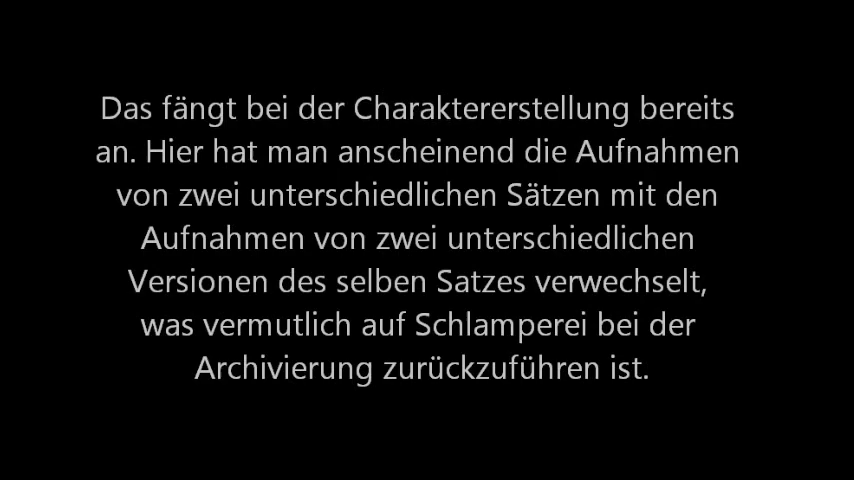 Das fängt bei der Charaktererstellung bereits
an. Hier hat man anscheinend die Aufnahmen
von zwei unterschiedlichen Sätzen mit den
Aufnahmen von zwei unterschiedlichen
Versionen des selben Satzes verwechselt,
was vermutlich auf Schlamperei bei der
Archivierung zurückzuführen ist.